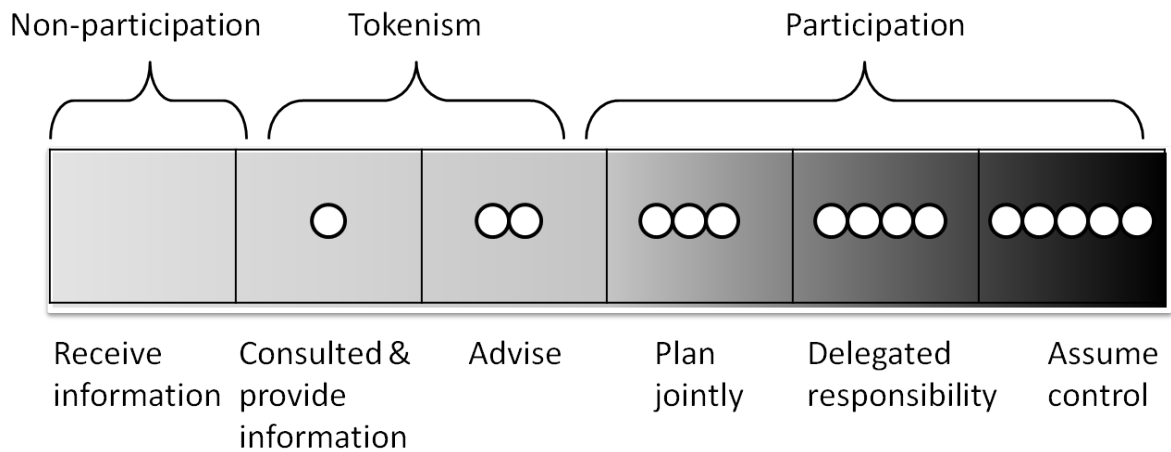 Non-participation
Tokenism
Participation
Receive
information
Consulted &
provide
information
Advise
Plan
jointly
Delegated
responsibility
Assume
control